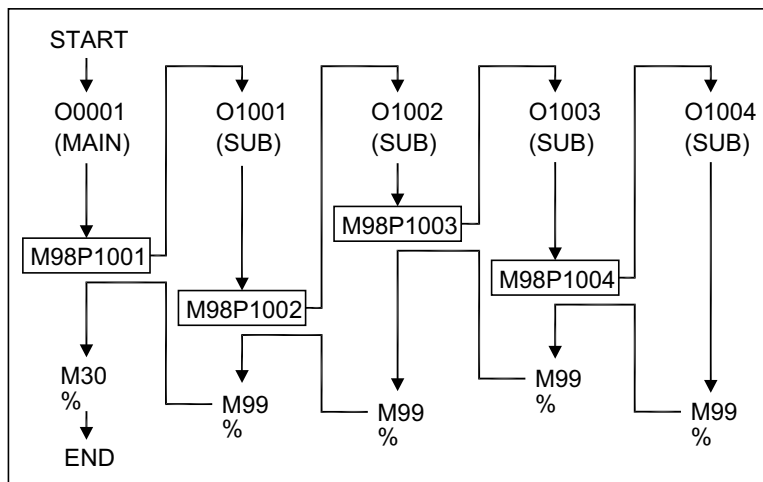 START
O0001
(MAIN)
M98P1001
M30
%
END
O1001
(SUB)
M98P1002
M99
%
O1002
(SUB)
M98P1003
M99
%
O1003
(SUB)
M98P1004
M99
%
O1004
(SUB)
M99
%